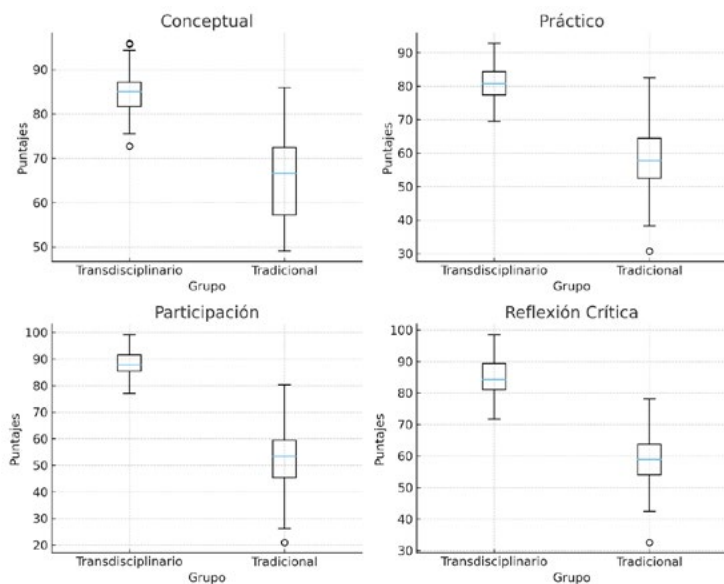 Conceptual
90
80
70
60
50
Puntajes
Transdisciplinario Tradicional
Grupo
Práctico
90
80
70
60
50
40
30
Puntajes
Transdisciplinario Tradicional
Grupo
Participación
100
90
80
70
60
50
40
30
20
Puntajes
Transdisciplinario Tradicional
Grupo
Reflexión Crítica
100
90
80
70
60
50
40
30
Puntajes
Transdisciplinario Tradicional
Grupo